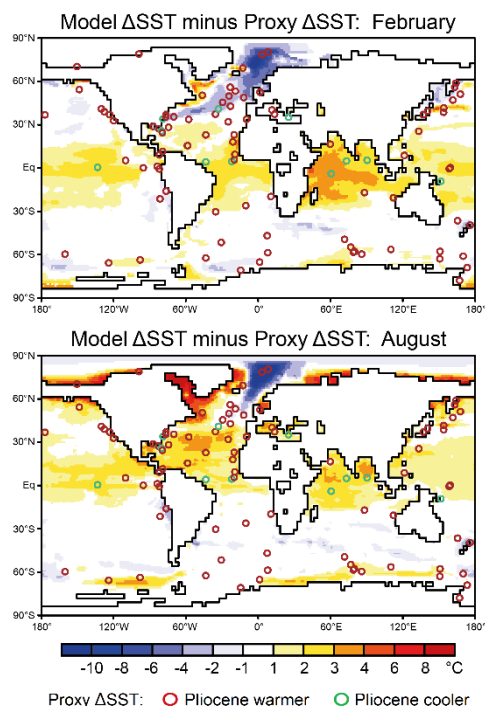 Model ΔSST minus Proxy ΔSST: February
90°N
60°N
30°N
Eq
30°S
60°S
90°S
180° 120°W 60°W 0° 60°E 120°E 180°
Model ΔSST minus Proxy ΔSST: August
90°N
60°N
30°N
Eq
30°S
60°S
90°S
180° 120°W 60°W 0° 60°E 120°E 180°
-10 -8 -6 -4 -2 -1 1 2 3 4 6 8 °C
Proxy ΔSST: Pliocene warmer Pliocene cooler